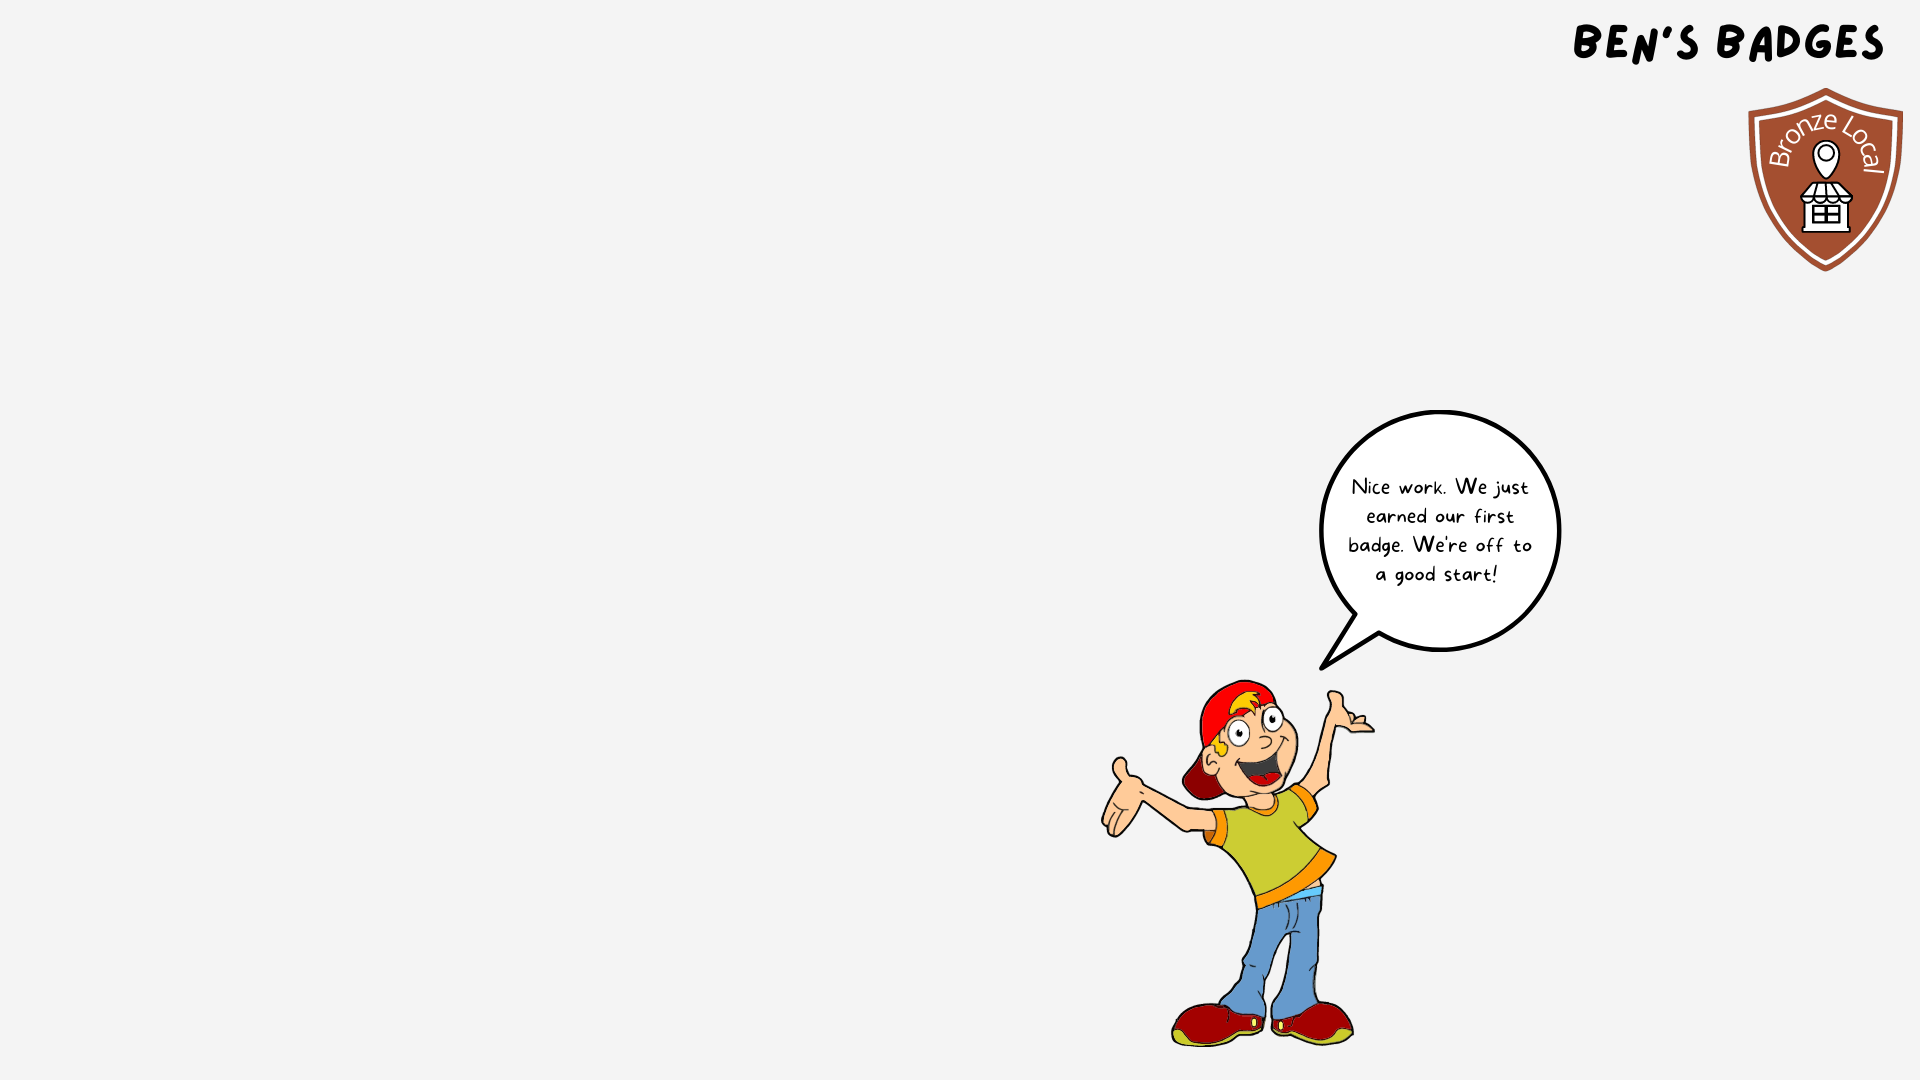 BEN'S BADGES
Bronze Local
Nice work. We just
earned our first
badge. We're off to
a good start!